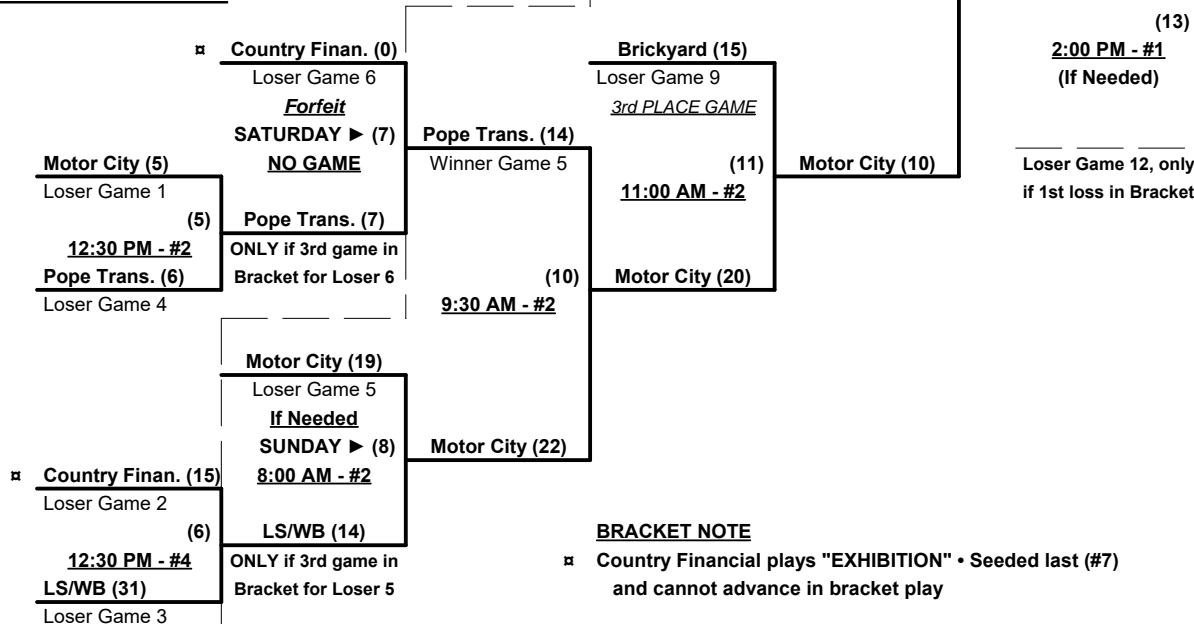 (13)
¤ Country Finan. (0) Brickyard (15) 2:00 PM - #1
Loser Game 6 Loser Game 9 (If Needed)
Forfeit 3rd PLACE GAME
SATURDAY ► (7) Pope Trans. (14)
Motor City (5) NO GAME Winner Game 5 (11) Motor City (10) Loser Game 12, only
Loser Game 1 11:00 AM - #2 if 1st loss in Bracket
(5) Pope Trans. (7)
12:30 PM - #2 ONLY if 3rd game in
Pope Trans. (6) Bracket for Loser 6 (10) Motor City (20)
Loser Game 4 9:30 AM - #2
Motor City (19)
Loser Game 5
If Needed
SUNDAY ► (8) Motor City (22)
¤ Country Finan. (15) 8:00 AM - #2
Loser Game 2
(6) LS/WB (14) BRACKET NOTE
12:30 PM - #4 ONLY if 3rd game in ¤ Country Financial plays "EXHIBITION" • Seeded last (#7)
LS/WB (31) Bracket for Loser 5 and cannot advance in bracket play
Loser Game 3